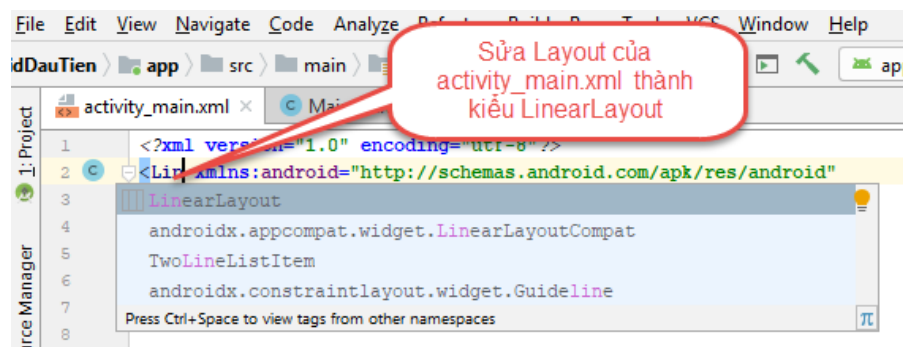 File Edit View Navigate Code Analyze Window Help
Sửa Layout của
activity_main.xml thành
kiểu LinearLayout
idDauTien app src main app
activity_main.xml
1: Project
1 <?xml version="1.0" encoding="utf-8"?>
2 <Lin xmlns:android="http://schemas.android.com/apk/res/android"
3 LinearLayout
4 androidx.appcompat.widget.LinearLayoutCompat
5 TwoLineListItem
6 androidx.constraintlayout.widget.Guideline
7 Press Ctrl+Space to view tags from other namespaces π
8